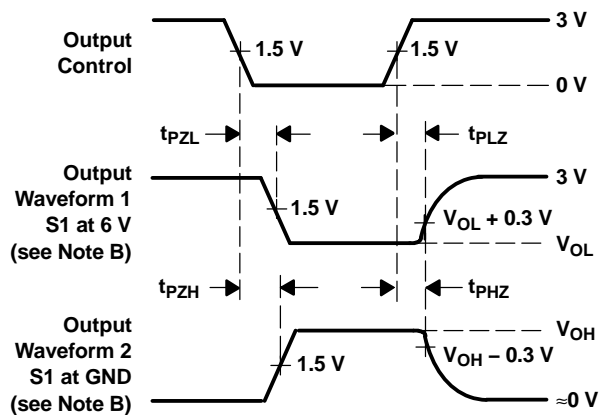 Output
Control
1.5 V
1.5 V
3 V
0 V
tPZL
tPLZ
Output
Waveform 1
S1 at 6 V
(see Note B)
1.5 V
3 V
VOL + 0.3 V
VOL
tPZH
tPHZ
Output
Waveform 2
S1 at GND
(see Note B)
1.5 V
VOH
VOH − 0.3 V
≈0 V